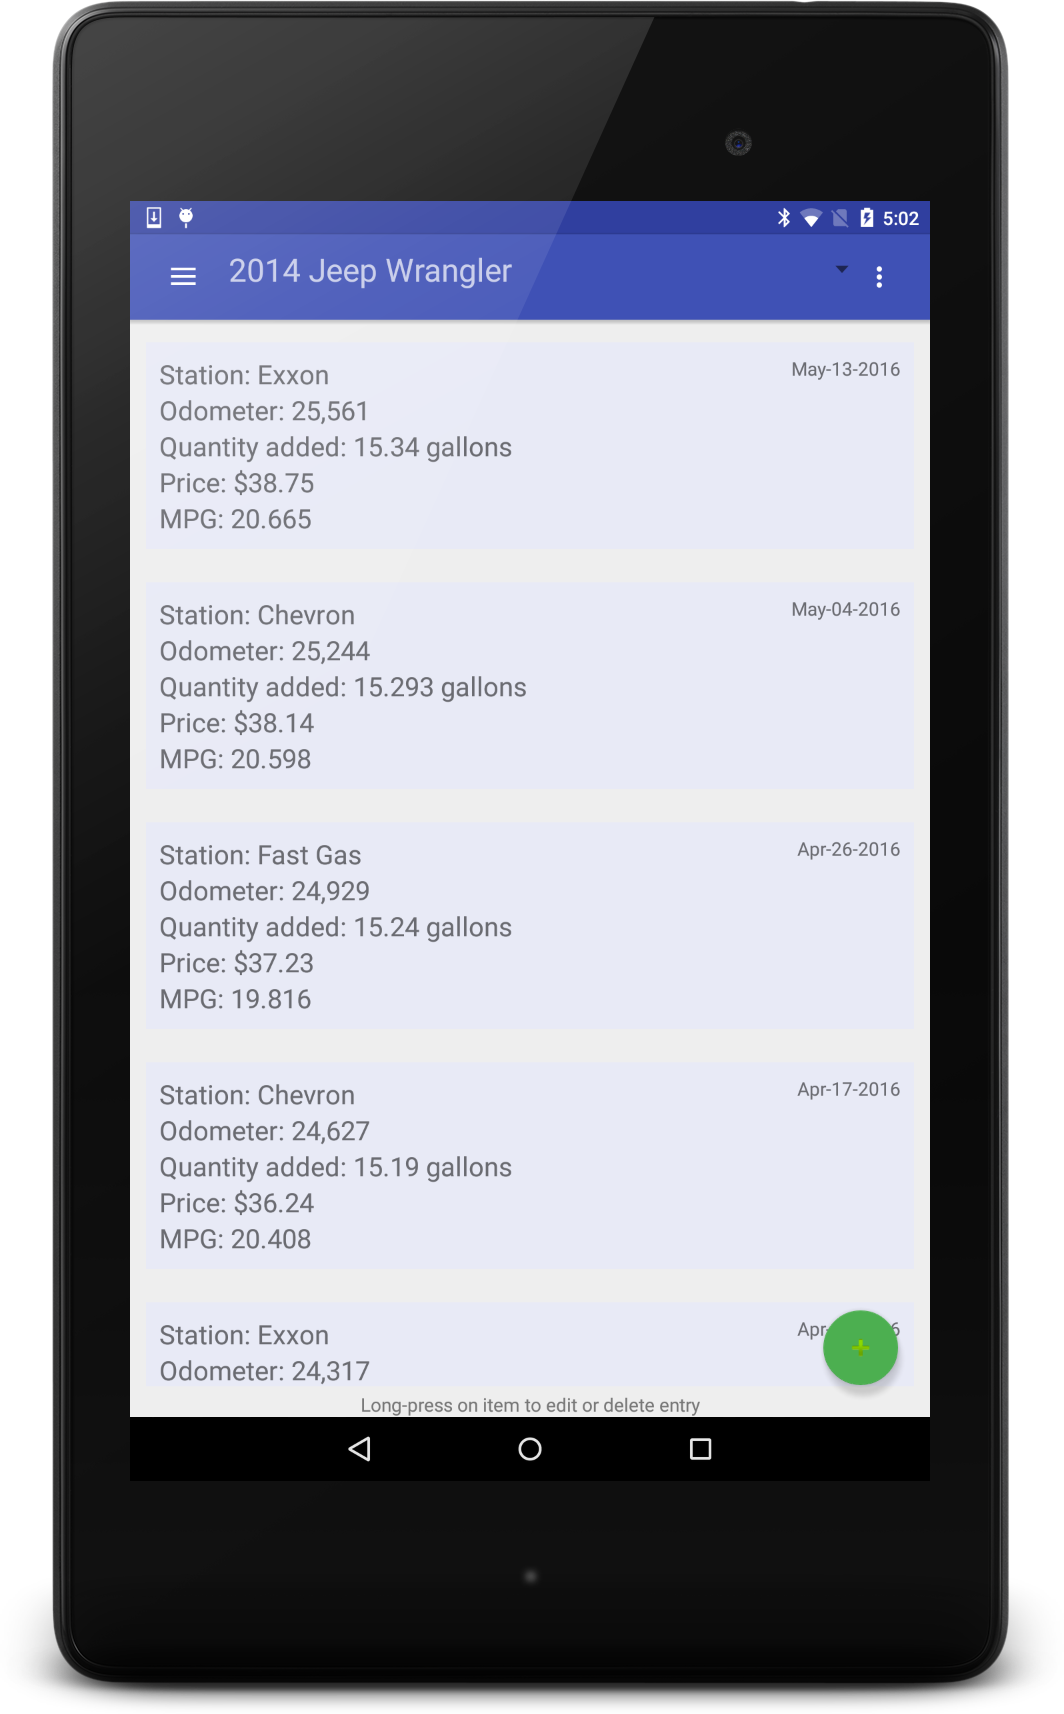 5:02
2014 Jeep Wrangler
Station: Exxon
May-13-2016
Odometer: 25,561
Quantity added: 15.34 gallons
Price: $38.75
MPG: 20.665
Station: Chevron
May-04-2016
Odometer: 25,244
Quantity added: 15.293 gallons
Price: $38.14
MPG: 20.598
Station: Fast Gas
Apr-26-2016
Odometer: 24,929
Quantity added: 15.24 gallons
Price: $37.23
MPG: 19.816
Station: Chevron
Apr-17-2016
Odometer: 24,627
Quantity added: 15.19 gallons
Price: $36.24
MPG: 20.408
Station: Exxon
Odometer: 24,317
Long-press on item to edit or delete entry